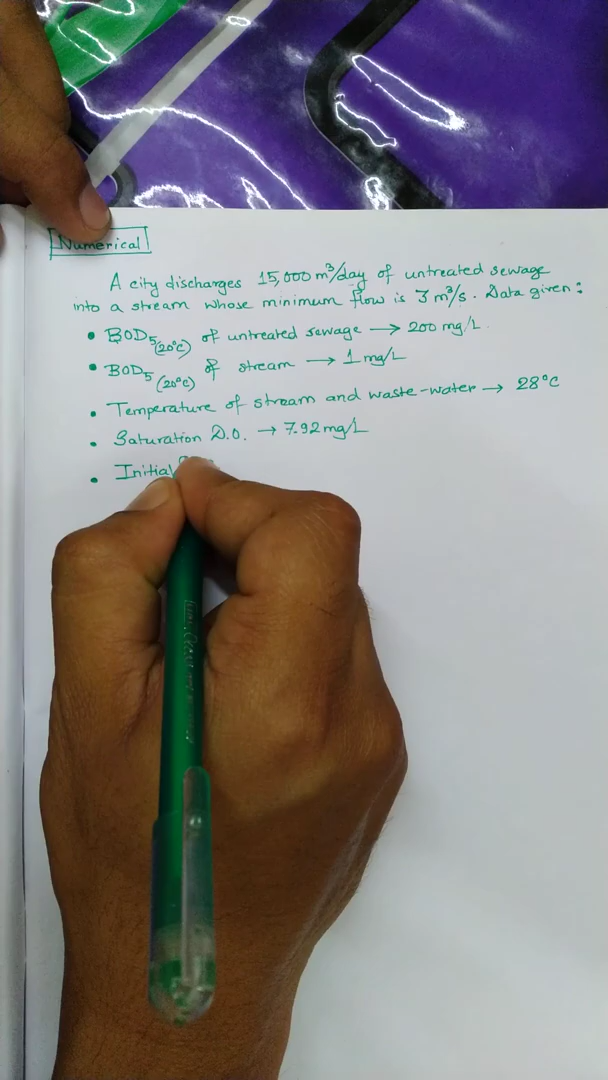 Numerical
A city discharges 15,000 m³/day of untreated sewage
into a stream whose minimum flow is 3 m³/s. Data given:
• BOD₅(20°C) of untreated sewage → 200 mg/L.
• BOD₅(20°C) of stream → 1 mg/L
• Temperature of stream and waste-water → 28°C
• Saturation D.O. → 7.92 mg/L
• Initial